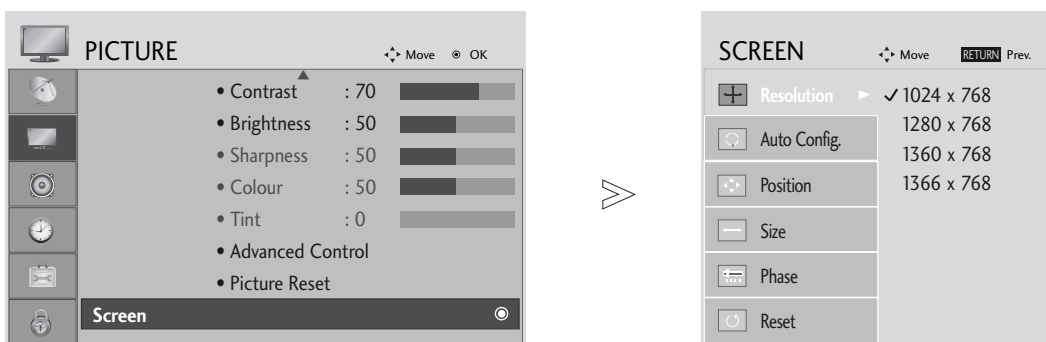 PICTURE
Move OK
• Contrast : 70
• Brightness : 50
• Sharpness : 50
• Colour : 50
• Tint : 0
• Advanced Control
• Picture Reset
Screen
SCREEN
Move RETURN Prev.
Resolution ► ✓ 1024 x 768
1280 x 768
1360 x 768
1366 x 768
Auto Config.
Position
Size
Phase
Reset